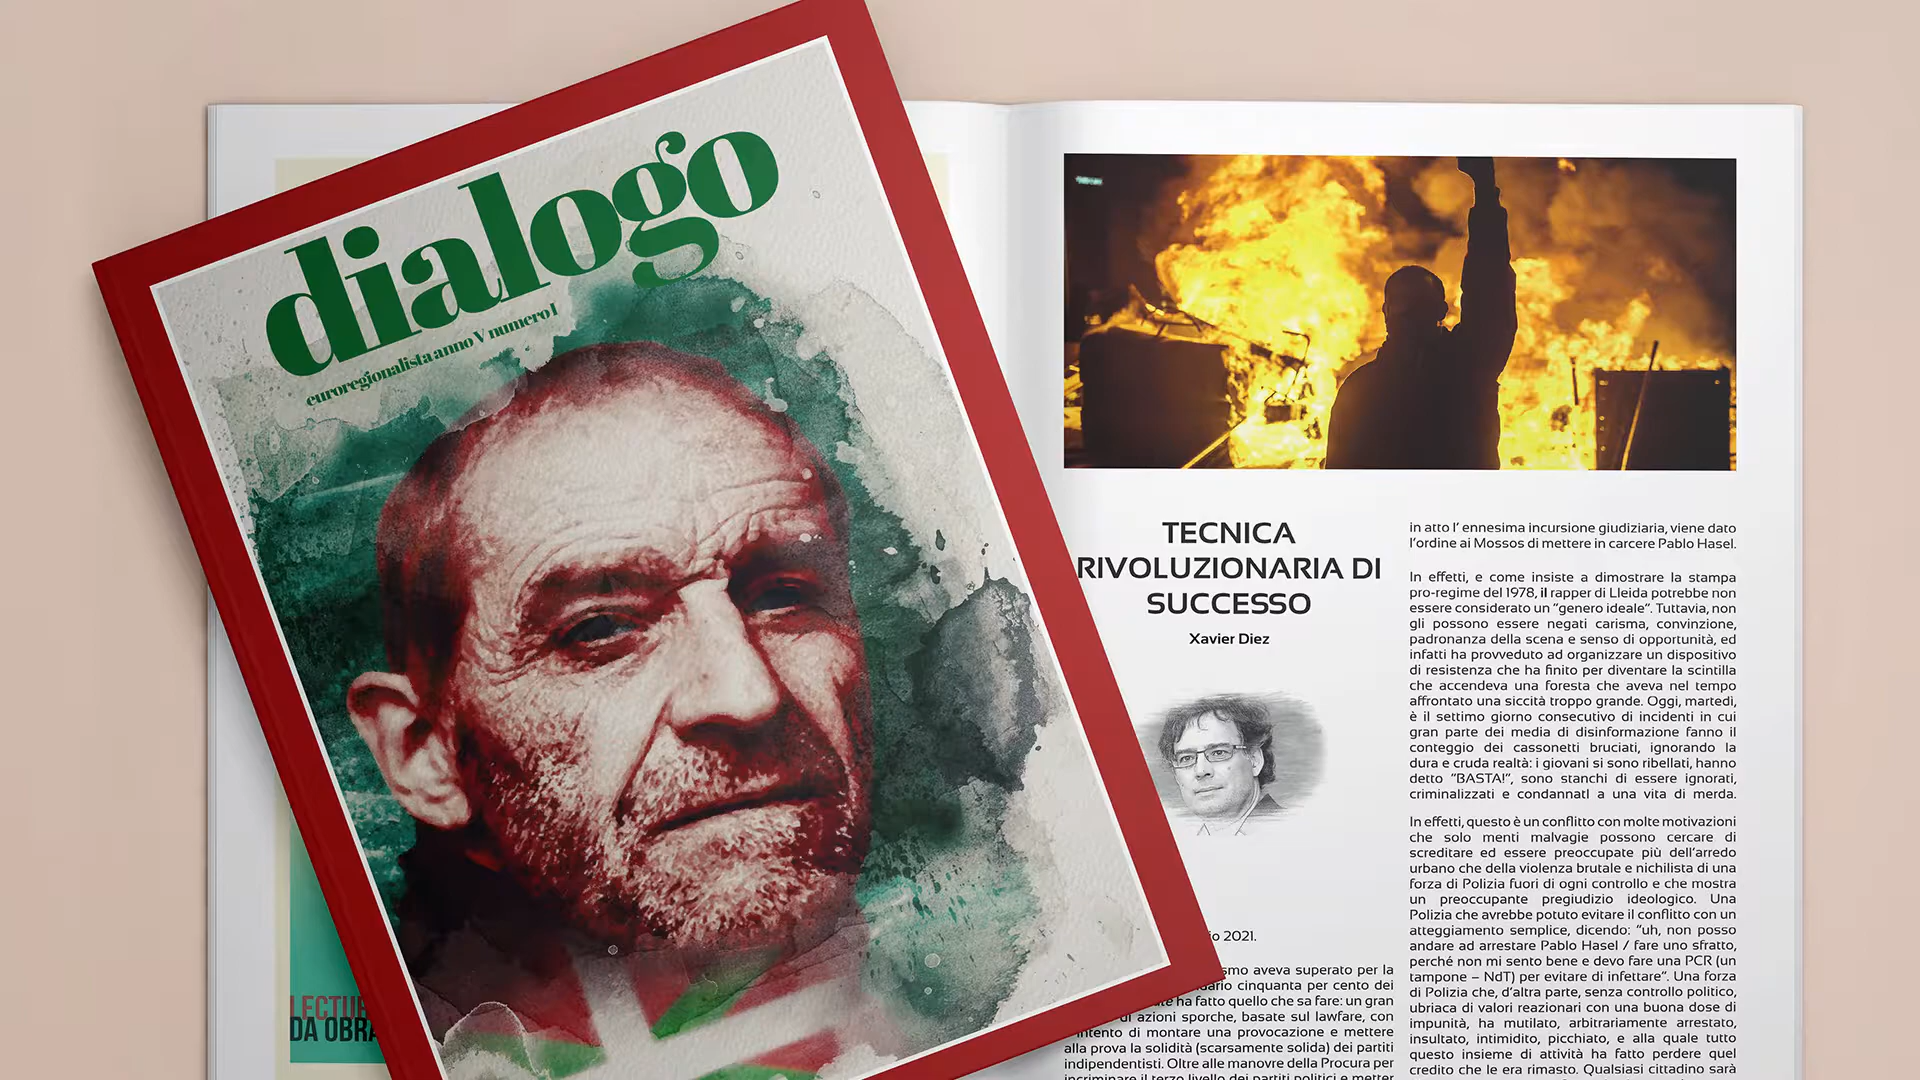 dialogo
euroregionalista anno V numero 1
LECTU
DA OBRA
TECNICA
RIVOLUZIONARIA DI
SUCCESSO
Xavier Diez
io 2021.
smo aveva superato per la
dario cinquanta per cento dei
ha fatto quello che sa fare: un gran
di azioni sporche, basate sul lawfare, con
intento di montare una provocazione e mettere
alla prova la solidità (scarsamente solida) dei partiti
indipendentisti. Oltre alle manovre della Procura per
incriminare il terzo livello dei partiti politici e metter
in atto l' ennesima incursione giudiziaria, viene dato
l'ordine ai Mossos di mettere in carcere Pablo Hasel.
In effetti, e come insiste a dimostrare la stampa
pro-regime del 1978, il rapper di Lleida potrebbe non
essere considerato un "genero ideale". Tuttavia, non
gli possono essere negati carisma, convinzione,
padronanza della scena e senso di opportunità, ed
infatti ha provveduto ad organizzare un dispositivo
di resistenza che ha finito per diventare la scintilla
che accendeva una foresta che aveva nel tempo
affrontato una siccità troppo grande. Oggi, martedì,
è il settimo giorno consecutivo di incidenti in cui
gran parte dei media di disinformazione fanno il
conteggio dei cassonetti bruciati, ignorando la
dura e cruda realtà: i giovani si sono ribellati, hanno
detto "BASTA!", sono stanchi di essere ignorati,
criminalizzati e condannatI a una vita di merda.
In effetti, questo è un conflitto con molte motivazioni
che solo menti malvagie possono cercare di
screditare ed essere preoccupate più dell'arredo
urbano che della violenza brutale e nichilista di una
forza di Polizia fuori di ogni controllo e che mostra
un preoccupante pregiudizio ideologico. Una
Polizia che avrebbe potuto evitare il conflitto con un
atteggiamento semplice, dicendo: "uh, non posso
andare ad arrestare Pablo Hasel / fare uno sfratto,
perché non mi sento bene e devo fare una PCR (un
tampone – NdT) per evitare di infettare". Una forza
di Polizia che, d'altra parte, senza controllo politico,
ubriaca di valori reazionari con una buona dose di
impunità, ha mutilato, arbitrariamente arrestato,
insultato, intimidito, picchiato, e alla quale tutto
questo insieme di attività ha fatto perdere quel
credito che le era rimasto. Qualsiasi cittadino sarà